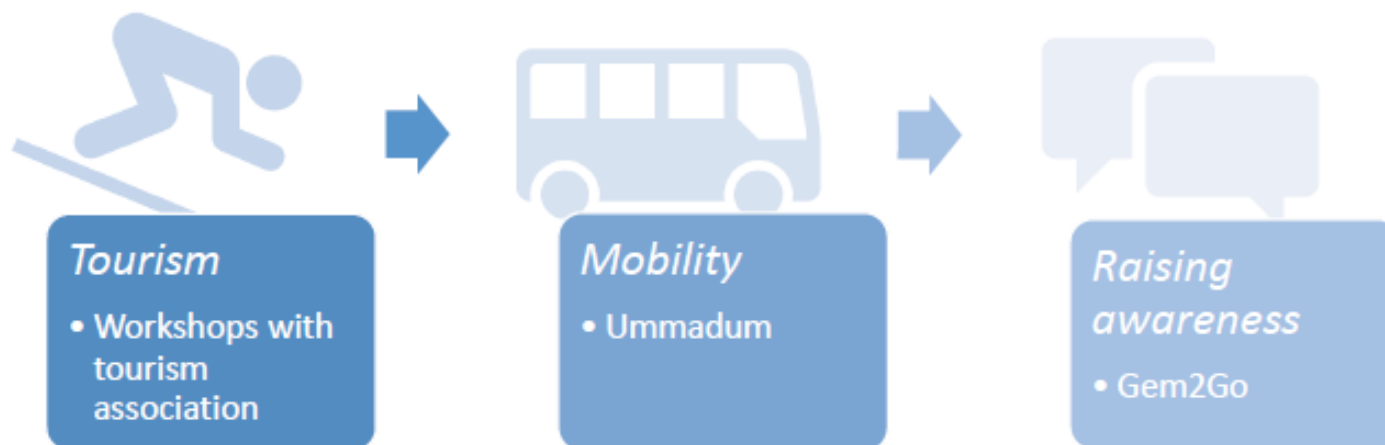 Tourism
• Workshops with
tourism
association
Mobility
• Ummadum
Raising
awareness
• Gem2Go